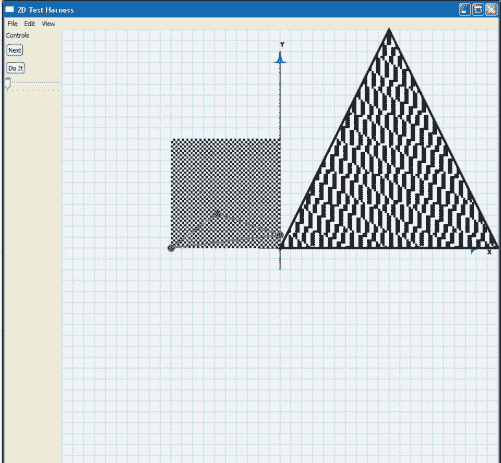 2D Test Harness
File Edit View
Controls
Next
Do It
Y
X